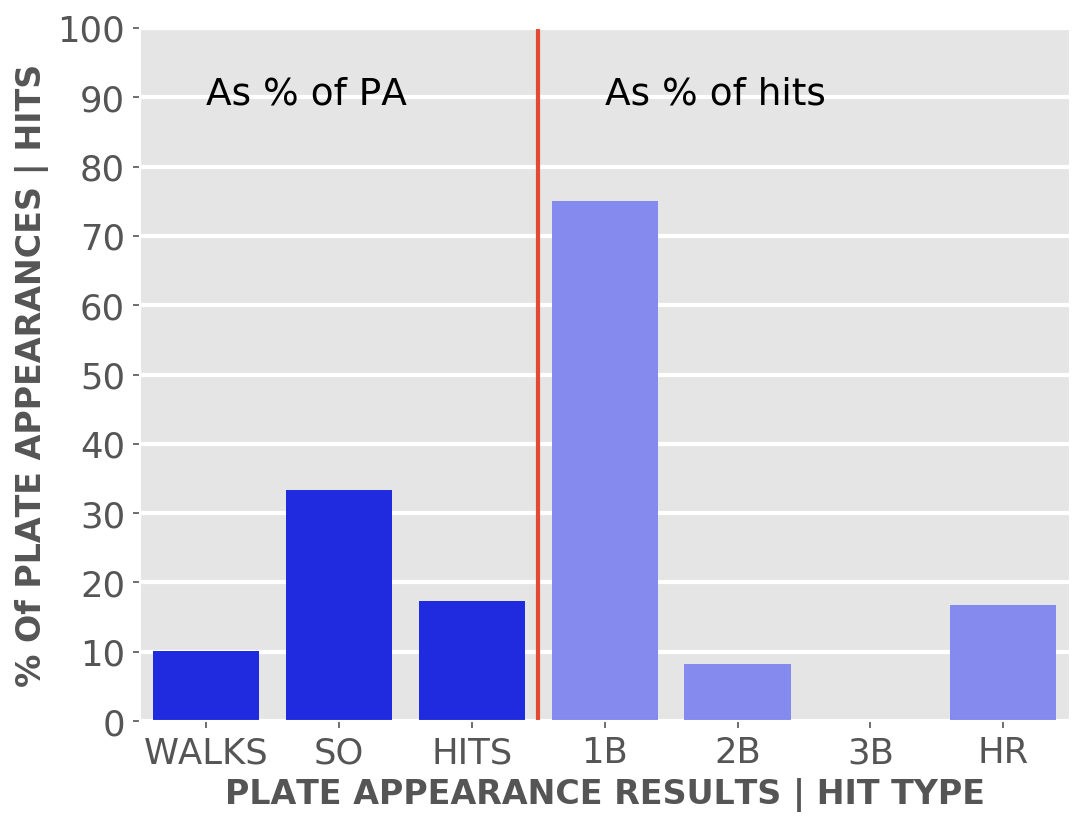 % Of PLATE APPEARANCES | HITS
100
90
80
70
60
50
40
30
20
10
0
As % of PA
As % of hits
WALKS SO HITS 1B 2B 3B HR
PLATE APPEARANCE RESULTS | HIT TYPE